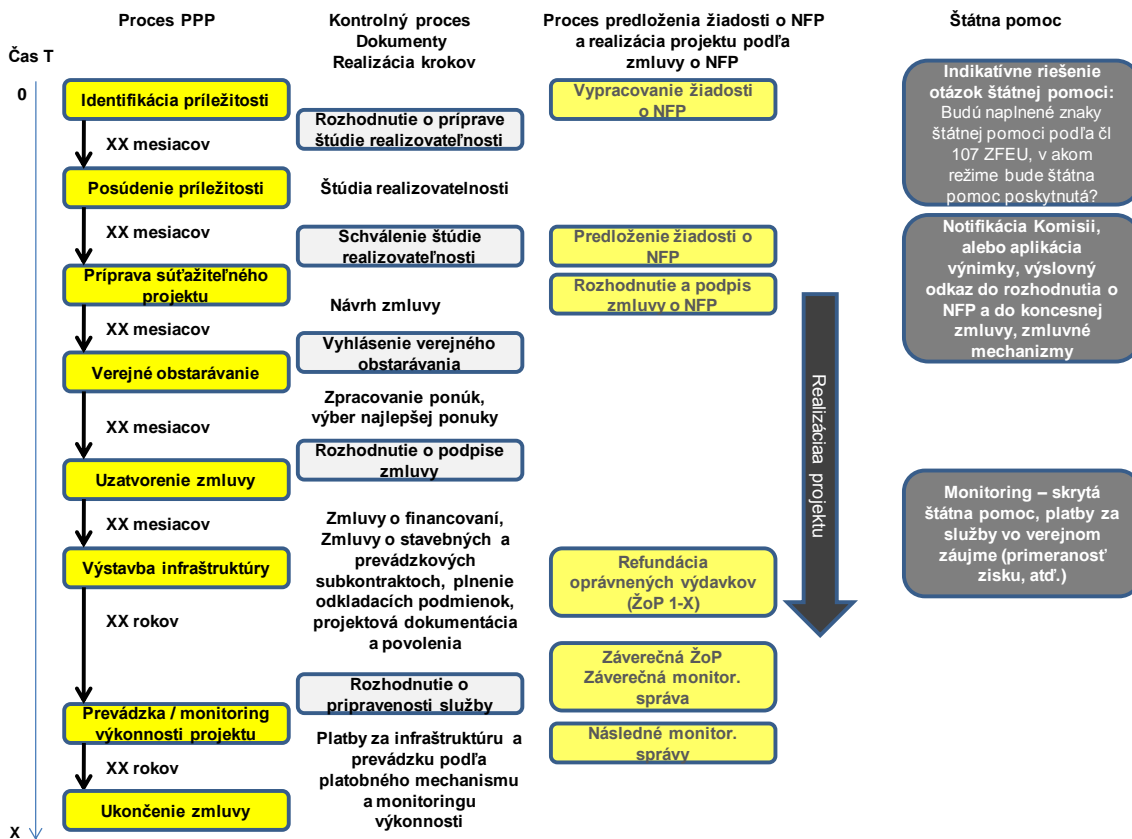 Proces PPP
Kontrolný proces
Dokumenty
Realizácia krokov
Proces predloženia žiadosti o NFP
a realizácia projektu podľa
zmluvy o NFP
Štátna pomoc
Čas T
0
Identifikácia príležitosti
XX mesiacov
Posúdenie príležitosti
XX mesiacov
Príprava súťažiteľného
projektu
XX mesiacov
Verejné obstarávanie
XX mesiacov
Uzatvorenie zmluvy
XX mesiacov
Výstavba infraštruktúry
XX rokov
Prevádzka / monitoring
výkonnosti projektu
XX rokov
Ukončenie zmluvy
X
Rozhodnutie o príprave
štúdie realizovateľnosti
Štúdia realizovatelnosti
Schválenie štúdie
realizovateľnosti
Návrh zmluvy
Vyhlásenie verejného
obstarávania
Zpracovanie ponúk,
výber najlepšej ponuky
Rozhodnutie o podpise
zmluvy
Zmluvy o financovaní,
Zmluvy o stavebných a
prevádzkových
subkontraktoch, plnenie
odkladacích podmienok,
projektová dokumentácia
a povolenia
Rozhodnutie o
pripravenosti služby
Platby za infraštruktúru a
prevádzku podľa
platobného mechanismu
a monitoringu
výkonnosti
Vypracovanie žiadosti
o NFP
Predloženie žiadosti o
NFP
Rozhodnutie a podpis
zmluvy o NFP
Realizáciaa projektu
Refundácia
oprávnených výdavkov
(ŽoP 1-X)
Záverečná ŽoP
Záverečná monitor.
správa
Následné monitor.
správy
Indikatívne riešenie
otázok štátnej pomoci:
Budú naplnené znaky
štátnej pomoci podľa čl
107 ZFEU, v akom
režime bude štátna
pomoc poskytnutá?
Notifikácia Komisii,
alebo aplikácia
výnimky, výslovný
odkaz do rozhodnutia o
NFP a do koncesnej
zmluvy, zmluvné
mechanizmy
Monitoring – skrytá
štátna pomoc, platby za
služby vo verejnom
záujme (primeranosť
zisku, atď.)